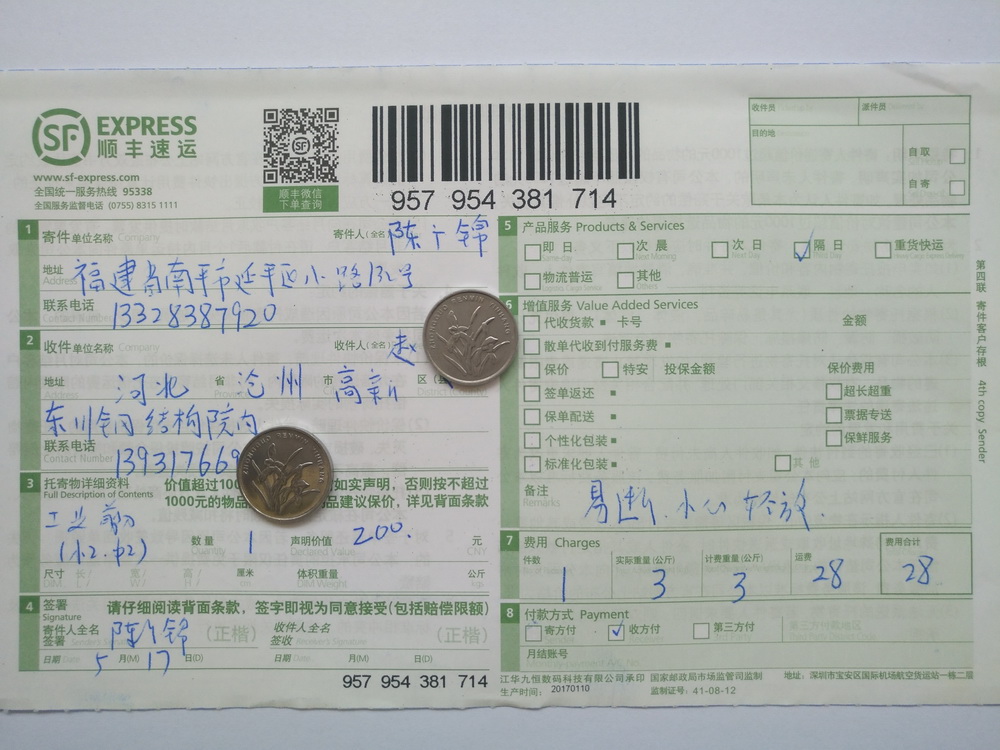 SF EXPRESS
顺丰速运
www.sf-express.com
全国统一服务热线 95338
全国服务监督电话 (0755) 8315 1111
顺丰微信
下单查询
957 954 381 714
收件员
派件员
目的地
自取
自寄
1 寄件 单位名称 Company 寄件人(全名) 陈广锦
地址 Address 福建省南平市延平区小路132号
联系电话 Contact Number 13328387920
2 收件 单位名称 Company 收件人(全名) 赵
地址 Address 河北 省 沧州 市 高新 区(县
东川钢结构院内
联系电话 Contact Number 139317669
3 托寄物详细资料 价值超过100 如实声明，否则按不超过
Full Description of Contents 1000元的物品 品建议保价，详见背面条款
工业
(小2.中2) 数量 Quantity 1 声明价值 Declared Value 200. 元 CNY
尺寸 长/ 宽/ 高/ 厘米 体积重量 公斤
4 签署 Signature 请仔细阅读背面条款，签字即视为同意接受(包括赔偿限额)
寄件人全名 签署 陈广锦 (正楷) 收件人全名 签收 (正楷)
日期 5 月(M) 17 日(D) 日期 月(M) 日(D)
957 954 381 714
5 产品服务 Products & Services
即日 次晨 Next Morning 次日 Next Day 隔日 重货快运
物流普运 其他 Others
6 增值服务 Value Added Services
代收货款 卡号 金额
散单代收到付服务费
保价 特安 投保金额 保价费用
签单返还 超长超重
保单配送 票据专送
个性化包装 保鲜服务
标准化包装 其他
备注 Remarks 易断.小心轻放.
7 费用 Charges
件数 实际重量(公斤) 计费重量(公斤) 运费 费用合计
1 3 3 28 28
8 付款方式 Payment
寄方付 收方付 第三方付 第三方付款地区
月结账号
江华九恒数码科技有限公司承印 国家邮政局市场监管司监制 地址：深圳市宝安区国际机场航空货运站一栋二层
生产时间： 20170110 监制证号：41-08-12
第四联 寄件客户存根 4th copy Sender